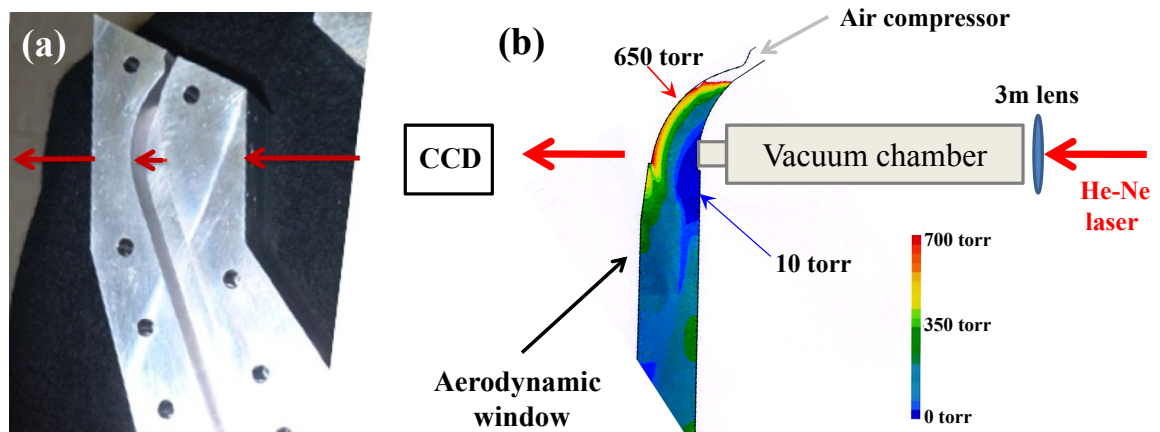 (a)
(b)
Air compressor
650 torr
3m lens
CCD
Vacuum chamber
He-Ne
laser
700 torr
10 torr
350 torr
Aerodynamic
window
0 torr